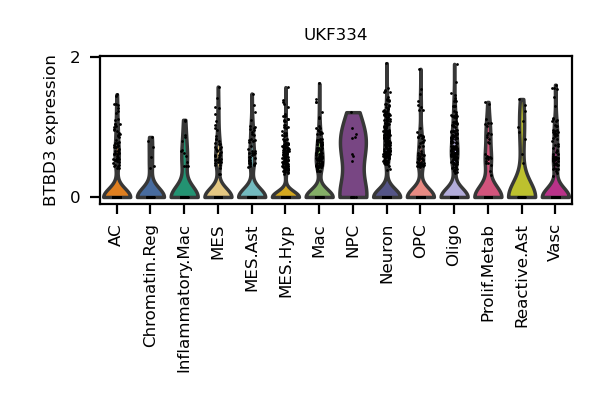 UKF334
BTBD3 expression
2
0
AC
Chromatin.Reg
Inflammatory.Mac
MES
MES.Ast
MES.Hyp
Mac
NPC
Neuron
OPC
Oligo
Prolif.Metab
Reactive.Ast
Vasc